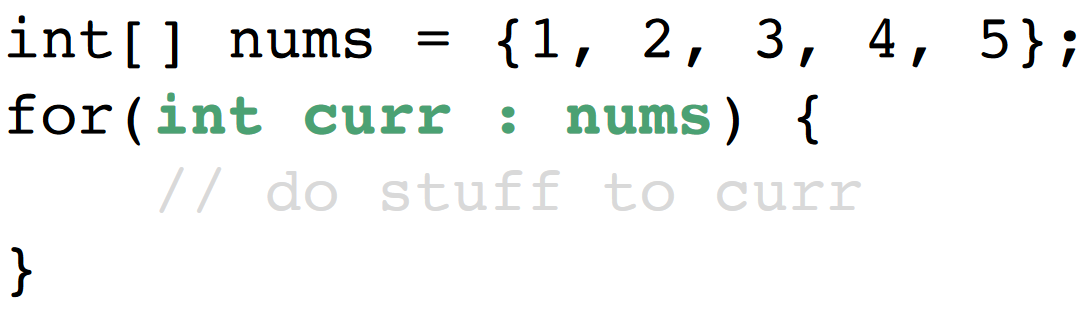 int[] nums = {1, 2, 3, 4, 5};
for(int curr : nums) {
    // do stuff to curr
}